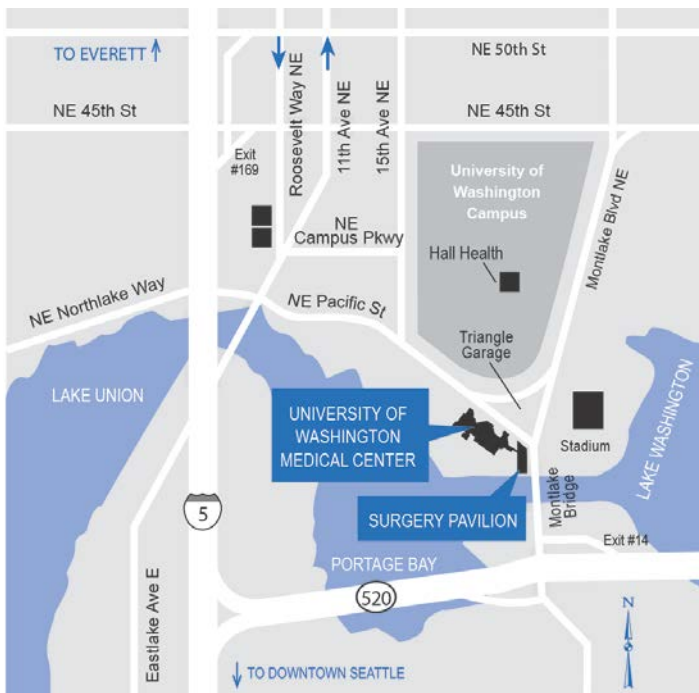 TO EVERETT
NE 50th St
NE 45th St
NE 45th St
Roosevelt Way NE
11th Ave NE
15th Ave NE
Exit
#169
University of
Washington
Campus
Montlake Blvd NE
NE
Campus Pkwy
Hall Health
NE Northlake Way
NE Pacific St
Triangle
Garage
LAKE UNION
UNIVERSITY OF
WASHINGTON
MEDICAL CENTER
Stadium
LAKE WASHINGTON
SURGERY PAVILION
Montlake
Bridge
5
Exit #14
PORTAGE BAY
520
Eastlake Ave E
N
TO DOWNTOWN SEATTLE